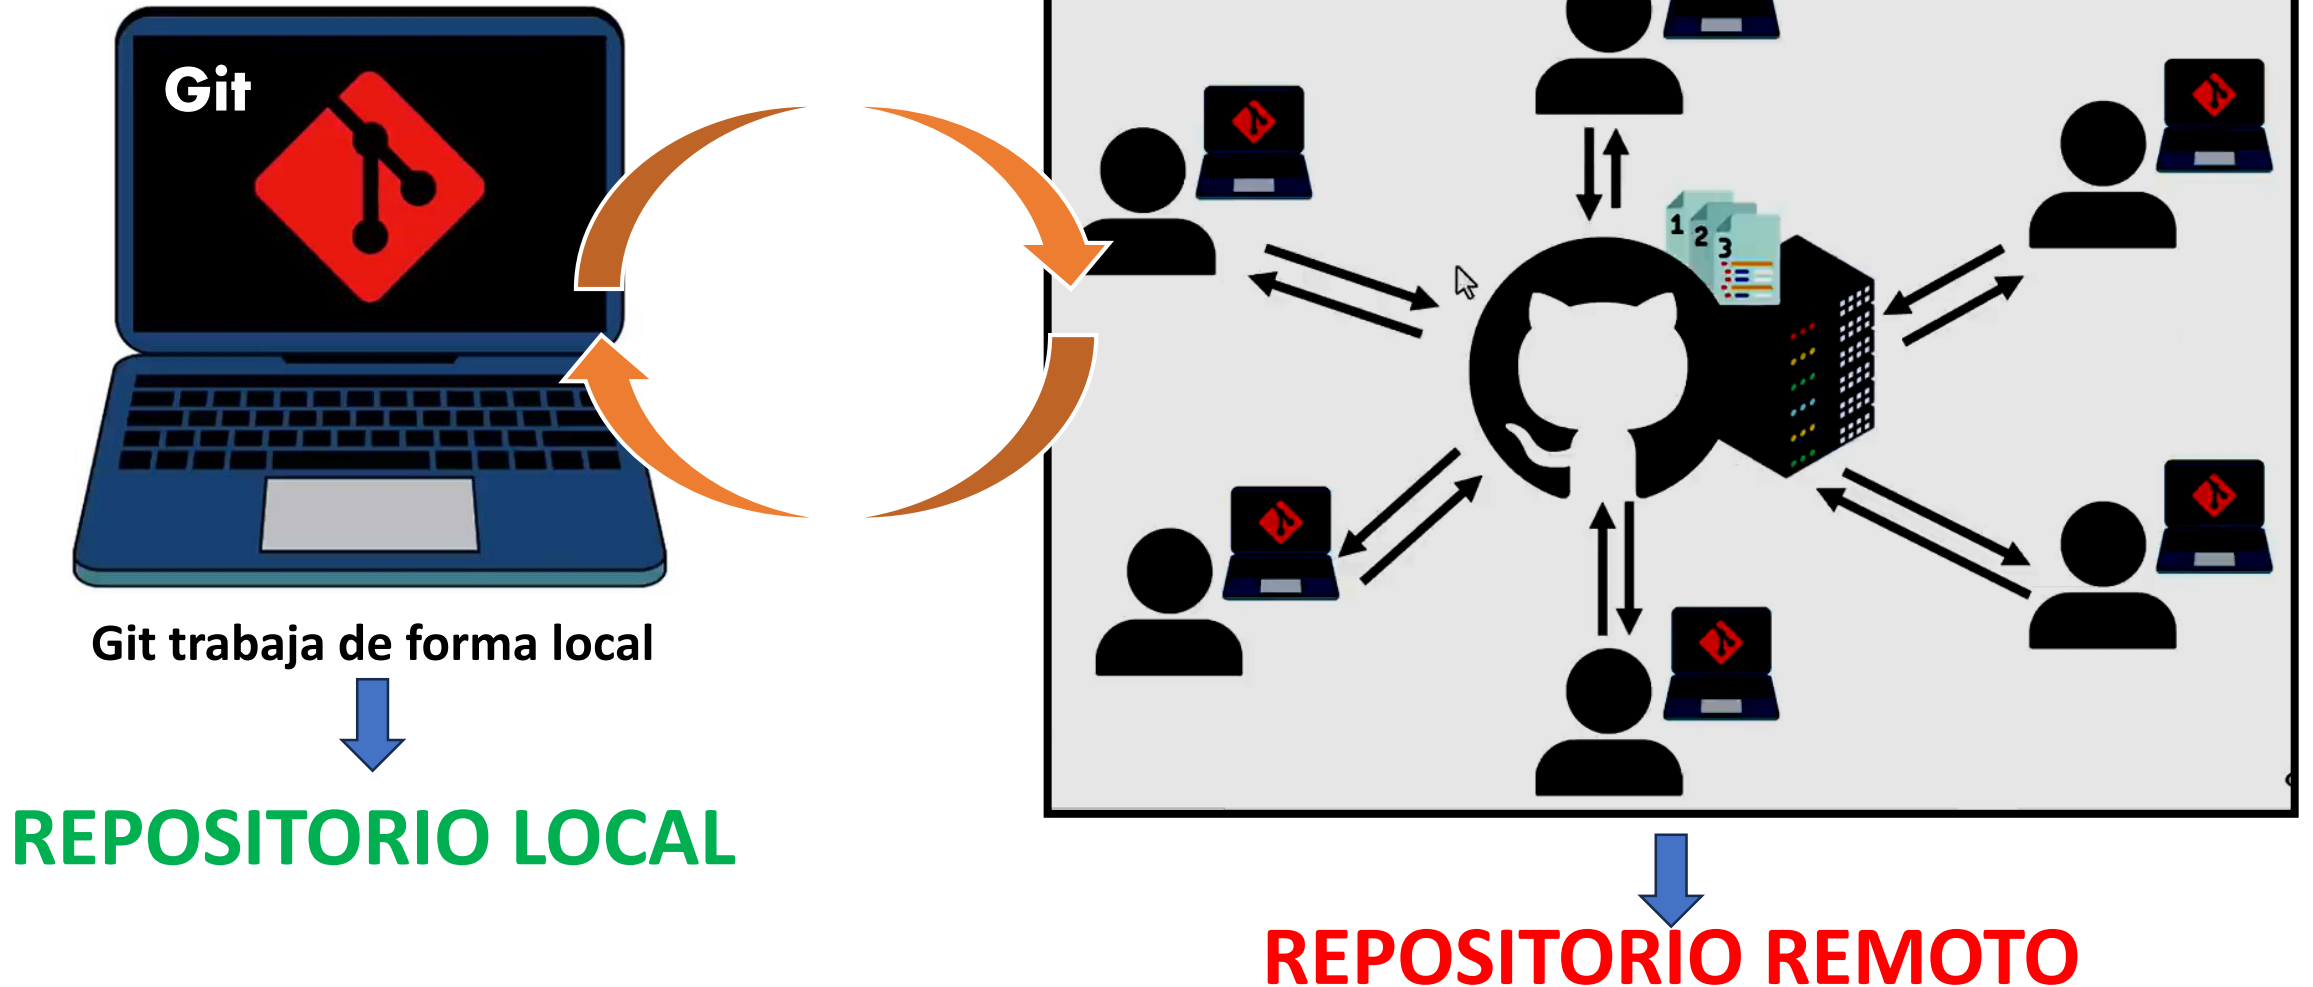 Git
1
2
3
Git trabaja de forma local
REPOSITORIO LOCAL
REPOSITORIO REMOTO